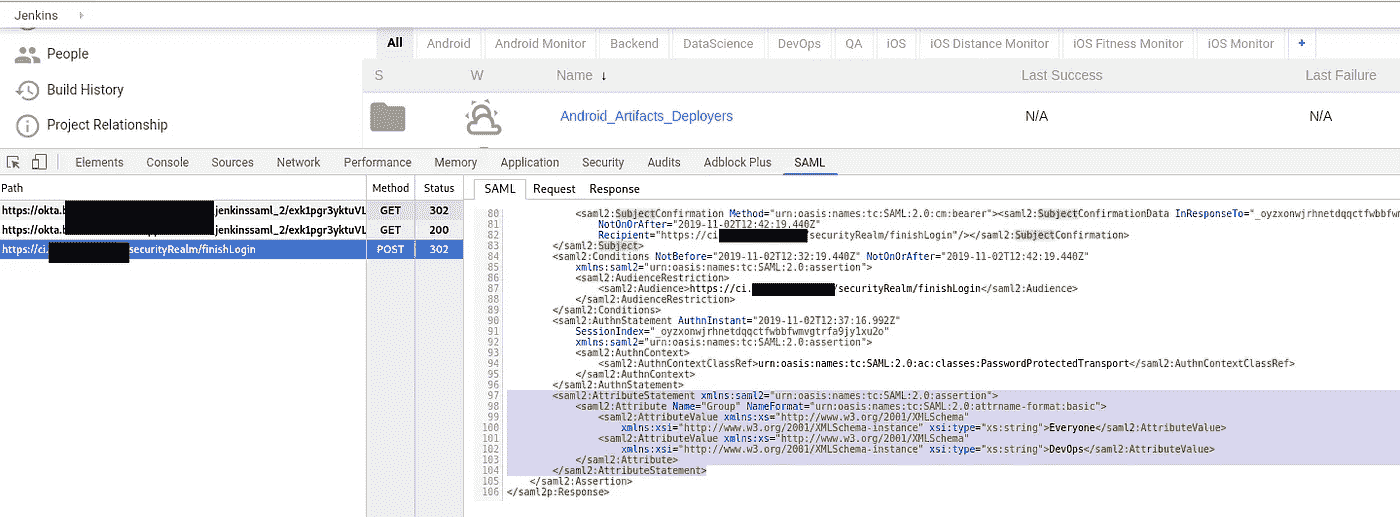 Jenkins
People
Build History
Project Relationship
All Android Android Monitor Backend DataScience DevOps QA iOS iOS Distance Monitor iOS Fitness Monitor iOS Monitor +
S W Name ↓ Last Success Last Failure
Android_Artifacts_Deployers N/A N/A
Elements Console Sources Network Performance Memory Application Security Audits Adblock Plus SAML
Path Method Status
https://okta.b jenkinssaml_2/exk1pgr3yktuVL GET 302
https://okta. jenkinssaml_2/exk1pgr3yktuVL GET 200
https://ci. securityRealm/finishLogin POST 302
SAML Request Response
80 <saml2:SubjectConfirmation Method="urn:oasis:names:tc:SAML:2.0:cm:bearer"><saml2:SubjectConfirmationData InResponseTo="_oyzxonwjrhnetdqqctfwbbfw
81 NotOnOrAfter="2019-11-02T12:42:19.440Z"
82 Recipient="https://ci. securityRealm/finishLogin"/></saml2:SubjectConfirmation>
83 </saml2:Subject>
84 <saml2:Conditions NotBefore="2019-11-02T12:32:19.440Z" NotOnOrAfter="2019-11-02T12:42:19.440Z"
85 xmlns:saml2="urn:oasis:names:tc:SAML:2.0:assertion">
86 <saml2:AudienceRestriction>
87 <saml2:Audience>https://ci. /securityRealm/finishLogin</saml2:Audience>
88 </saml2:AudienceRestriction>
89 </saml2:Conditions>
90 <saml2:AuthnStatement AuthnInstant="2019-11-02T12:37:16.992Z"
91 SessionIndex="_oyzxonwjrhnetdqqctfwbbfwmvgtrfa9jy1xu2o"
92 xmlns:saml2="urn:oasis:names:tc:SAML:2.0:assertion">
93 <saml2:AuthnContext>
94 <saml2:AuthnContextClassRef>urn:oasis:names:tc:SAML:2.0:ac:classes:PasswordProtectedTransport</saml2:AuthnContextClassRef>
95 </saml2:AuthnContext>
96 </saml2:AuthnStatement>
97 <saml2:AttributeStatement xmlns:saml2="urn:oasis:names:tc:SAML:2.0:assertion">
98 <saml2:Attribute Name="Group" NameFormat="urn:oasis:names:tc:SAML:2.0:attrname-format:basic">
99 <saml2:AttributeValue xmlns:xs="http://www.w3.org/2001/XMLSchema"
100 xmlns:xsi="http://www.w3.org/2001/XMLSchema-instance" xsi:type="xs:string">Everyone</saml2:AttributeValue>
101 <saml2:AttributeValue xmlns:xs="http://www.w3.org/2001/XMLSchema"
102 xmlns:xsi="http://www.w3.org/2001/XMLSchema-instance" xsi:type="xs:string">DevOps</saml2:AttributeValue>
103 </saml2:Attribute>
104 </saml2:AttributeStatement>
105 </saml2:Assertion>
106 </saml2p:Response>